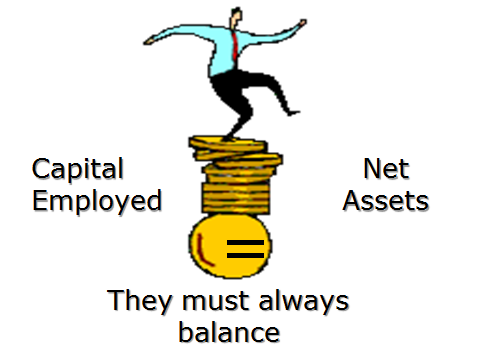 Capital
Employed
Net
Assets
=
They must always
balance